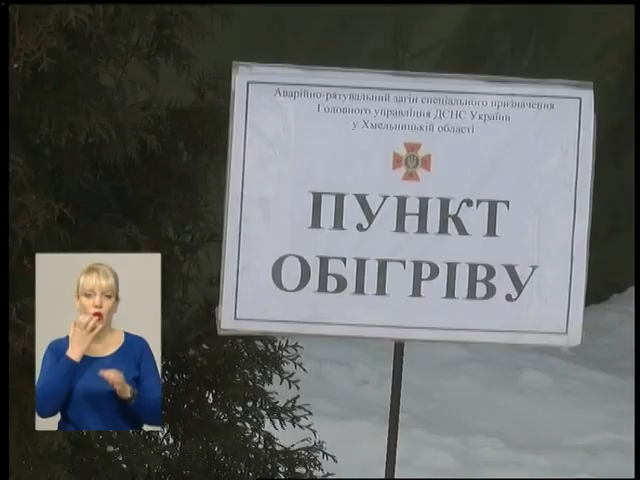 Аварійно-рятувальний загін спеціального призначення
Головного управління ДСНС України
у Хмельницькій області
ПУНКТ
ОБІГРІВУ